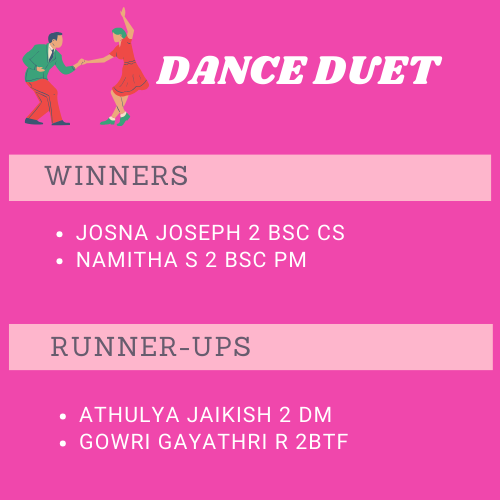 DANCE DUET
WINNERS
• JOSNA JOSEPH 2 BSC CS
• NAMITHA S 2 BSC PM
RUNNER-UPS
• ATHULYA JAIKISH 2 DM
• GOWRI GAYATHRI R 2BTF